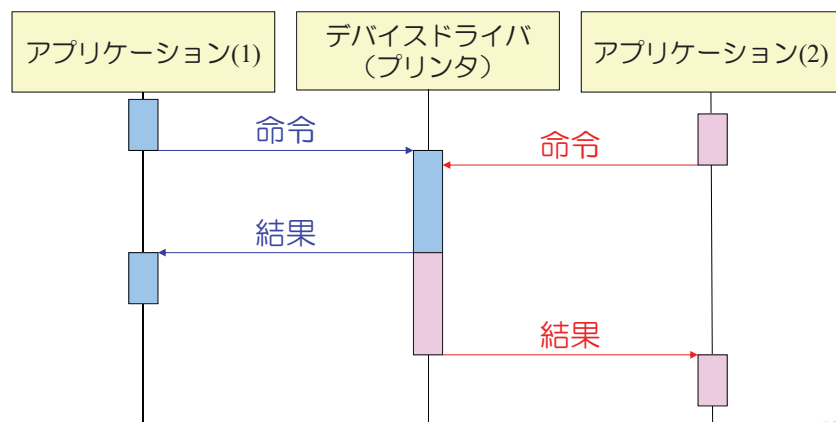 アプリケーション(1)
デバイスドライバ
（プリンタ）
アプリケーション(2)
命令
命令
結果
結果